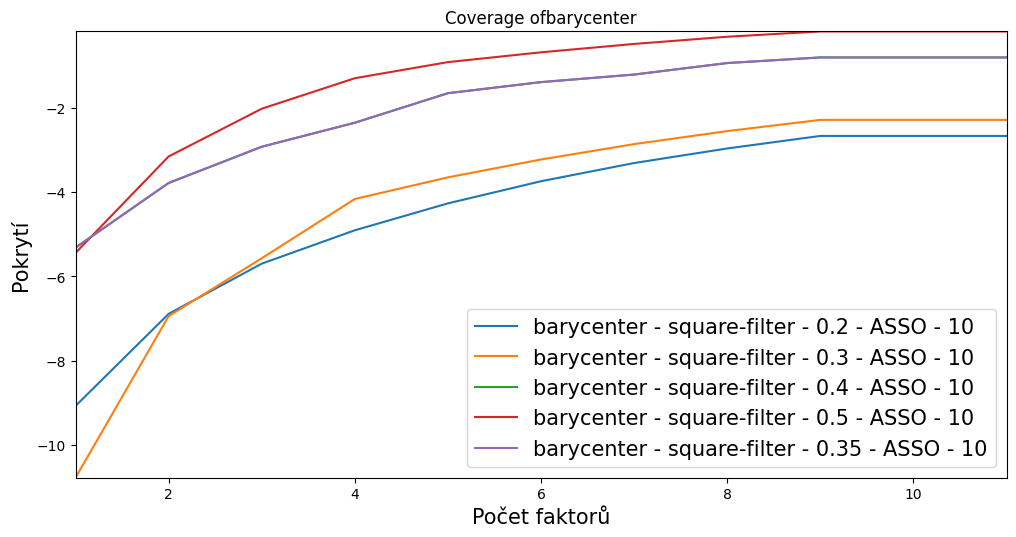 Coverage ofbarycenter
Pokrytí
−2
−4
−6
−8
−10
barycenter - square-filter - 0.2 - ASSO - 10
barycenter - square-filter - 0.3 - ASSO - 10
barycenter - square-filter - 0.4 - ASSO - 10
barycenter - square-filter - 0.5 - ASSO - 10
barycenter - square-filter - 0.35 - ASSO - 10
2 4 6 8 10
Počet faktorů